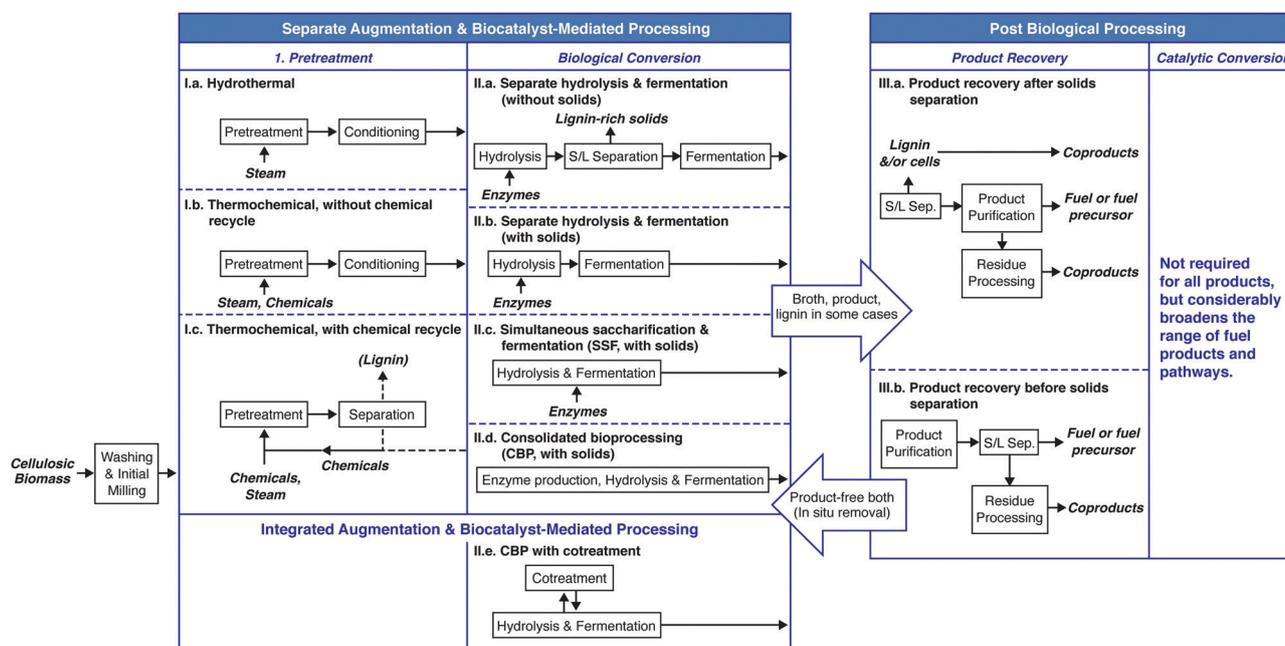 Cellulosic
Biomass
Washing
& Initial
Milling
Separate Augmentation & Biocatalyst-Mediated Processing
1. Pretreatment
I.a. Hydrothermal
Pretreatment
Conditioning
Steam
I.b. Thermochemical, without chemical
recycle
Pretreatment
Conditioning
Steam, Chemicals
I.c. Thermochemical, with chemical recycle
(Lignin)
Pretreatment
Separation
Chemicals
Chemicals,
Steam
Biological Conversion
II.a. Separate hydrolysis & fermentation
(without solids)
Lignin-rich solids
Hydrolysis
S/L Separation
Fermentation
Enzymes
II.b. Separate hydrolysis & fermentation
(with solids)
Hydrolysis
Fermentation
Enzymes
II.c. Simultaneous saccharification &
fermentation (SSF, with solids)
Hydrolysis & Fermentation
Enzymes
II.d. Consolidated bioprocessing
(CBP, with solids)
Enzyme production, Hydrolysis & Fermentation
Integrated Augmentation & Biocatalyst-Mediated Processing
II.e. CBP with cotreatment
Cotreatment
Hydrolysis & Fermentation
Broth, product,
lignin in some cases
Product-free both
(In situ removal)
Post Biological Processing
Product Recovery
III.a. Product recovery after solids
separation
Lignin
&/or cells
Coproducts
S/L Sep.
Product
Purification
Fuel or fuel
precursor
Residue
Processing
Coproducts
III.b. Product recovery before solids
separation
Product
Purification
S/L Sep.
Fuel or fuel
precursor
Residue
Processing
Coproducts
Catalytic Conversion
Not required
for all products,
but considerably
broadens the
range of fuel
products and
pathways.